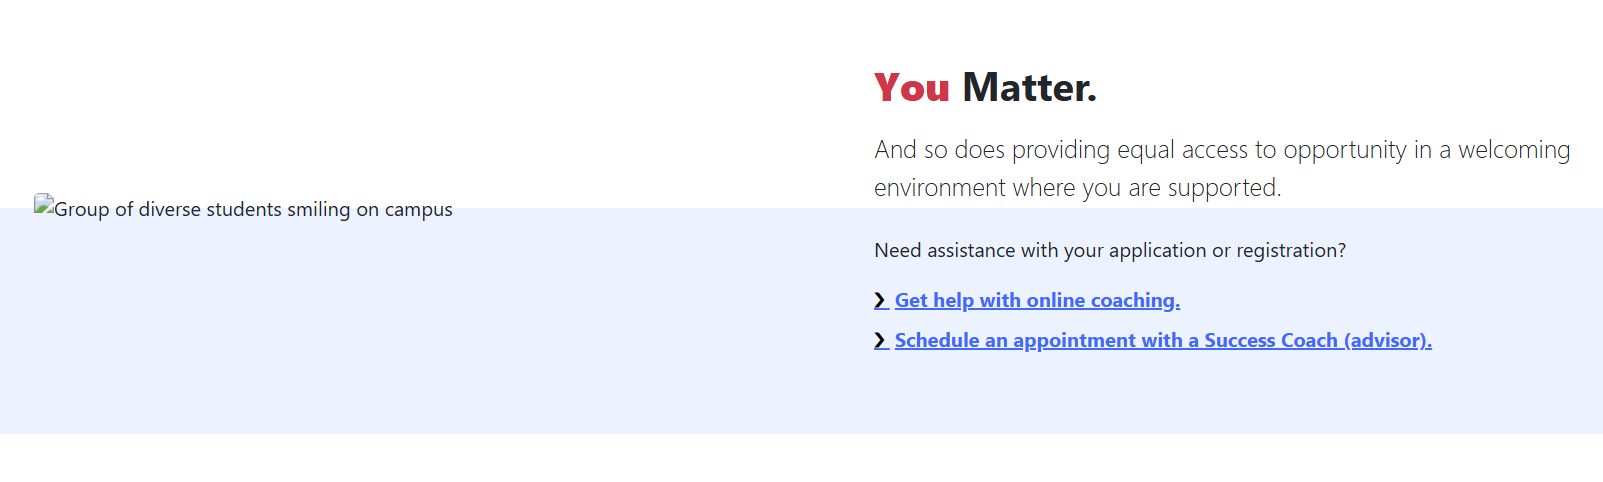 You Matter.
And so does providing equal access to opportunity in a welcoming
environment where you are supported.
Group of diverse students smiling on campus
Need assistance with your application or registration?
❯ Get help with online coaching.
❯ Schedule an appointment with a Success Coach (advisor).